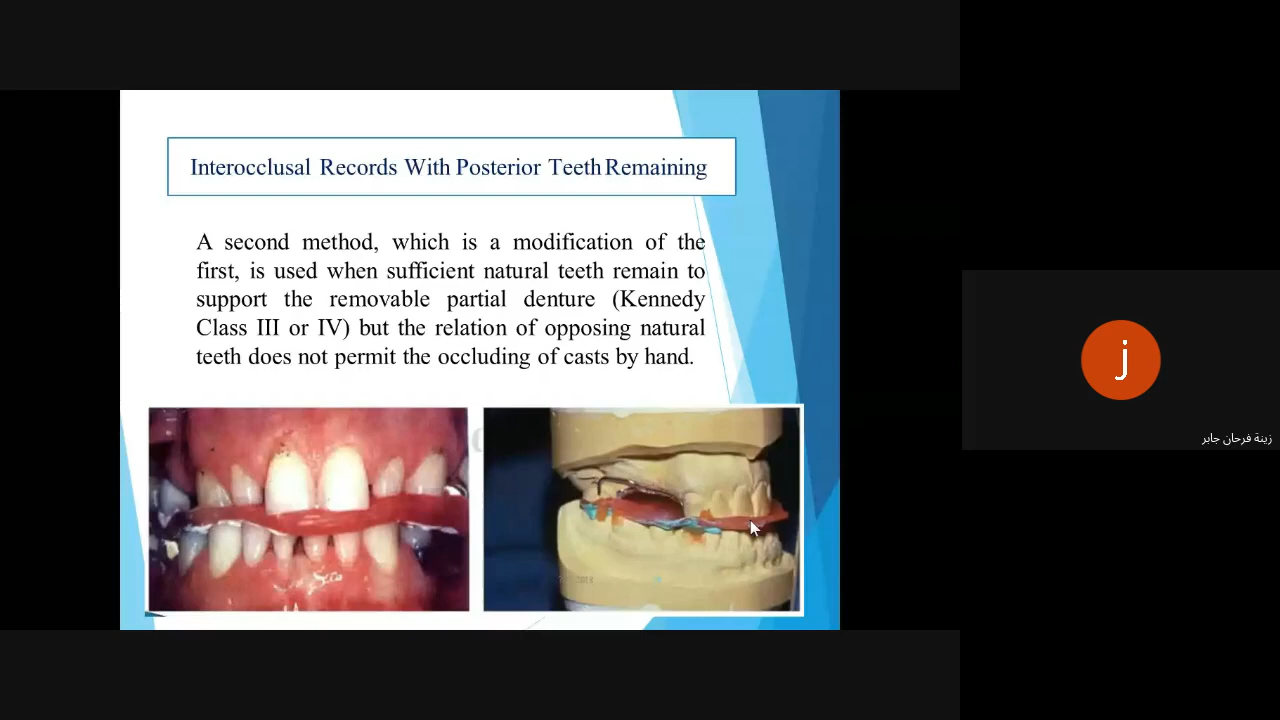 Interocclusal Records With Posterior Teeth Remaining
A second method, which is a modification of the
first, is used when sufficient natural teeth remain to
support the removable partial denture (Kennedy
Class III or IV) but the relation of opposing natural
teeth does not permit the occluding of casts by hand.
j
زينة فرحان جابر